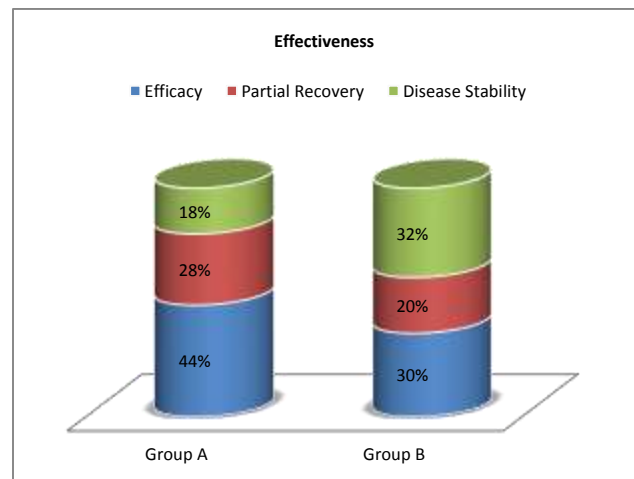 Effectiveness
Efficacy Partial Recovery Disease Stability
18%
32%
28%
20%
44%
30%
Group A Group B